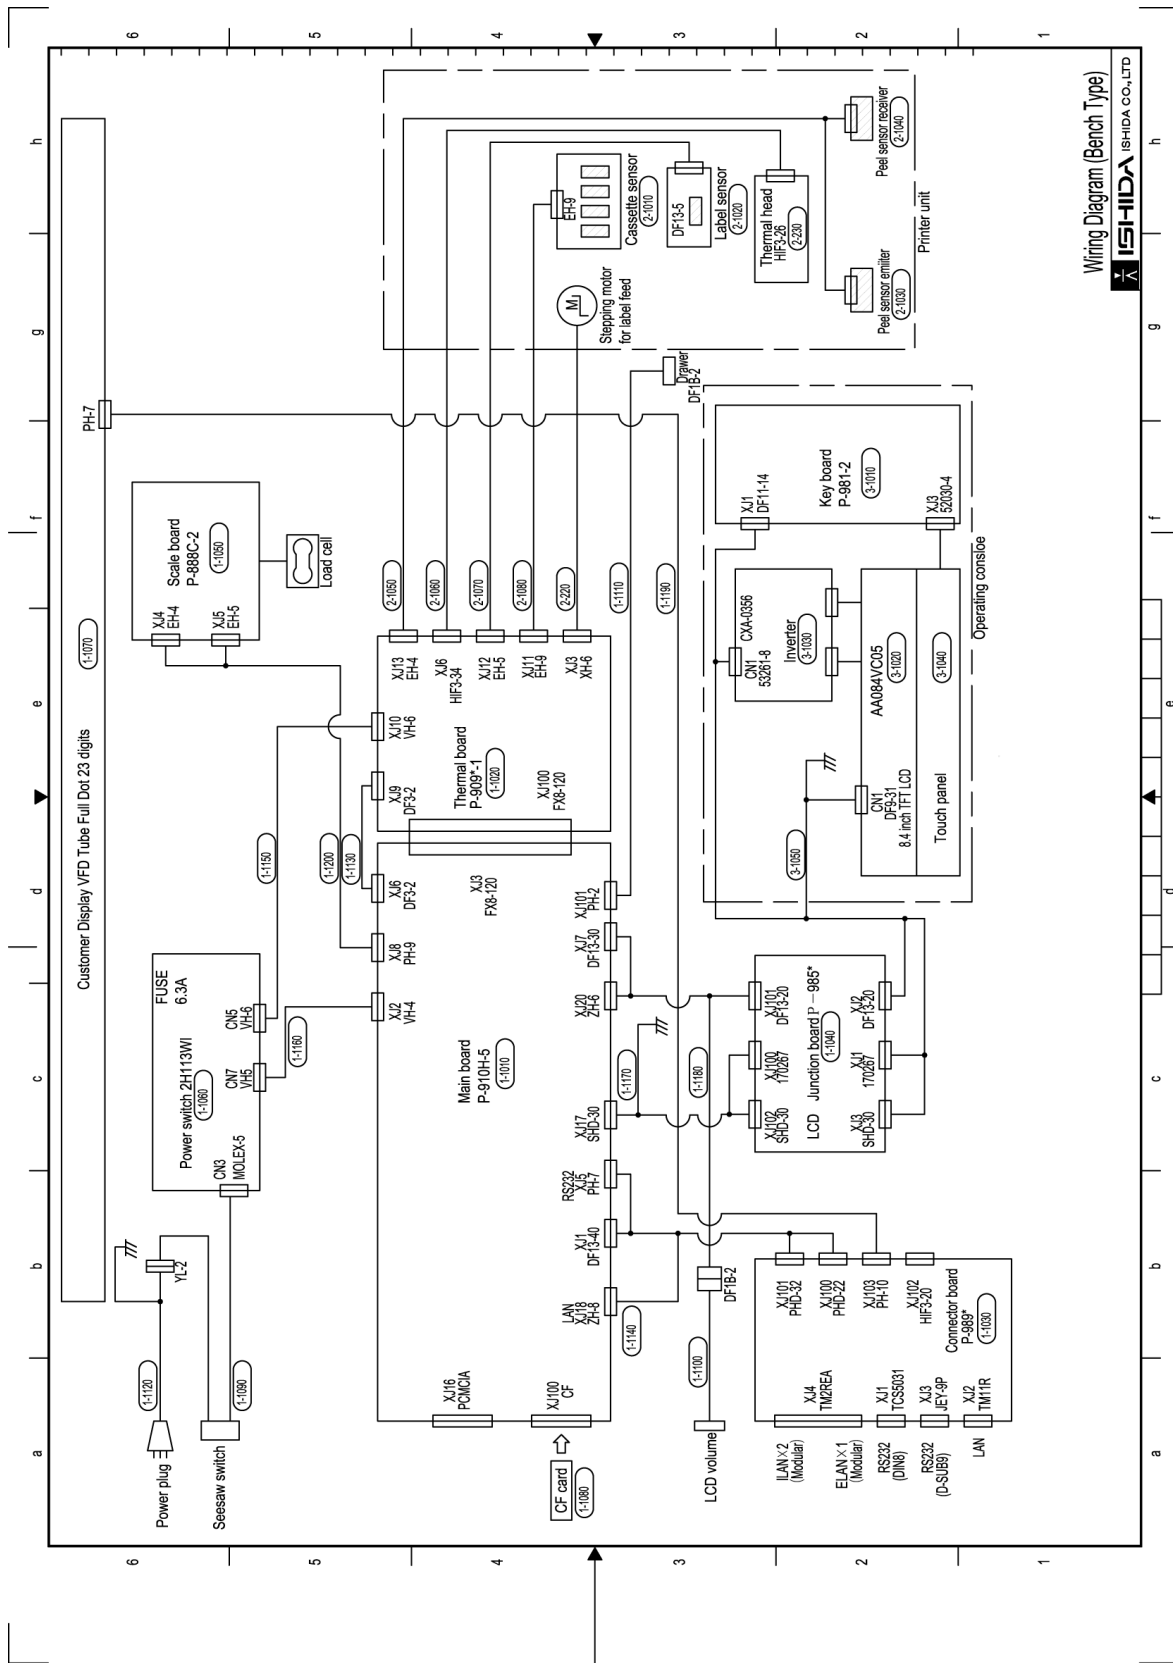 Wiring Diagram (Bench Type)
ISHIDA ISHIDA CO.,LTD
6
5
4
3
2
1
6
5
4
3
2
1
a
b
c
d
e
f
g
h
a
b
c
d
e
f
g
h
Customer Display VFD Tube Full Dot 23 digits
1-1070
PH-7
Power plug
1-1120
YL-2
Seesaw switch
1-1090
Power switch 2H113WI
1-1060
FUSE
6.3A
CN3
MOLEX-5
CN7
VH5
CN5
VH-6
1-1160
1-1150
1-1200
1-1130
Scale board
P-888C-2
1-1050
XJ4
EH-4
XJ5
EH-5
Load cell
Main board
P-910H-5
1-1010
XJ2
VH-4
XJ8
PH-9
XJ6
DF3-2
XJ3
FX8-120
XJ16
PCMCIA
XJ100
CF
CF card
1-1080
LAN
XJ18
ZH-8
XJ1
DF13-40
RS232
XJ5
PH-7
XJ17
SHD-30
XJ20
ZH-6
XJ7
DF13-30
XJ101
PH-2
Thermal board
P-909*-1
1-1020
XJ9
DF3-2
XJ10
VH-6
XJ100
FX8-120
XJ13
EH-4
XJ6
HIF3-34
XJ12
EH-5
XJ11
EH-9
XJ3
XH-6
2-1050
2-1060
2-1070
2-1080
2-220
1-1110
1-1190
Stepping motor
for label feed
M
EH-9
Cassette sensor
2-1010
DF13-5
Label sensor
2-1020
Thermal head
HIF3-26
2-230
Peel sensor emiiter
2-1030
Peel sensor receiver
2-1040
Printer unit
Drawer
DF1B-2
1-1140
1-1170
1-1180
LCD volume
1-1100
DF1B-2
XJ102
SHD-30
XJ100
170267
XJ101
DF13-20
LCD Junction board P－985*
1-1040
XJ3
SHD-30
XJ1
170267
XJ2
DF13-20
XJ101
PHD-32
XJ100
PHD-22
XJ103
PH-10
XJ102
HIF3-20
Connector board
P-989*
1-1030
XJ4
TM2REA
XJ1
TCS5031
XJ3
JEY-9P
XJ2
TM11R
ILAN×2
(Modular)
ELAN×1
(Modular)
RS232
(DIN8)
RS232
(D-SUB9)
LAN
3-1050
CN1
53261-8
CXA-0356
Inverter
3-1030
CN1
DF9-31
8.4 inch TFT LCD
AA084VC05
3-1020
Touch panel
3-1040
XJ1
DF11-14
Key board
P-981-2
3-1010
XJ3
52030-4
Operating consloe